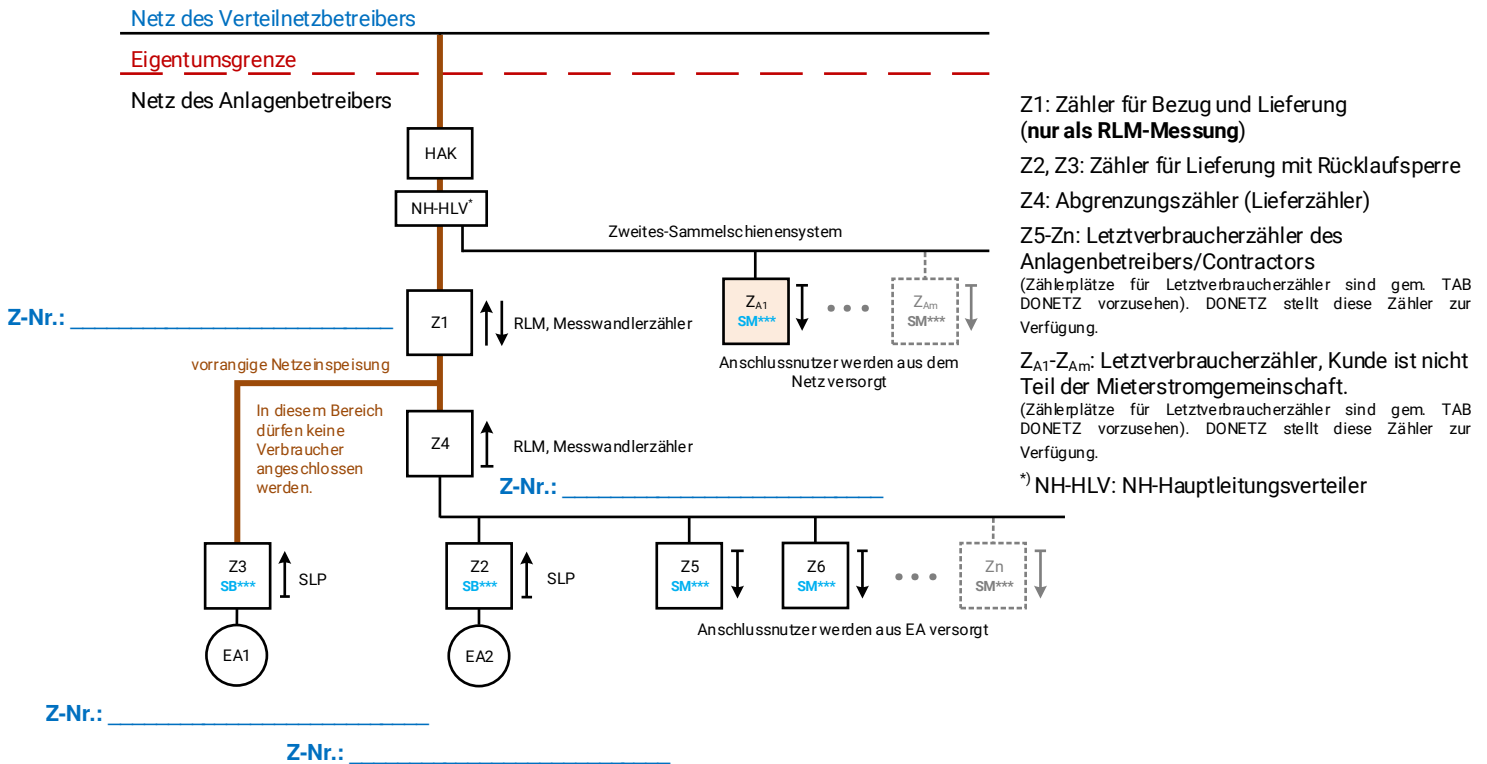 Netz des Verteilnetzbetreibers
Eigentumsgrenze
Netz des Anlagenbetreibers
HAK
NH-HLV*
Zweites-Sammelschienensystem
Z-Nr.: ___________________________
Z1
RLM, Messwandlerzähler
ZA1
SM***
ZAm
SM***
Anschlussnutzer werden aus dem
Netz versorgt
vorrangige Netzeinspeisung
In diesem Bereich
dürfen keine
Verbraucher
angeschlossen
werden.
Z4
RLM, Messwandlerzähler
Z-Nr.: ___________________________
Z3
SB***
SLP
Z2
SB***
SLP
Z5
SM***
Z6
SM***
Zn
SM***
Anschlussnutzer werden aus EA versorgt
EA1
EA2
Z-Nr.: ___________________________
Z-Nr.: ___________________________
Z1: Zähler für Bezug und Lieferung
(nur als RLM-Messung)
Z2, Z3: Zähler für Lieferung mit Rücklaufsperre
Z4: Abgrenzungszähler (Lieferzähler)
Z5-Zn: Letztverbraucherzähler des
Anlagenbetreibers/Contractors
(Zählerplätze für Letztverbraucherzähler sind gem. TAB
DONETZ vorzusehen). DONETZ stellt diese Zähler zur
Verfügung.
ZA1-ZAm: Letztverbraucherzähler, Kunde ist nicht
Teil der Mieterstromgemeinschaft.
(Zählerplätze für Letztverbraucherzähler sind gem. TAB
DONETZ vorzusehen). DONETZ stellt diese Zähler zur
Verfügung.
*) NH-HLV: NH-Hauptleitungsverteiler